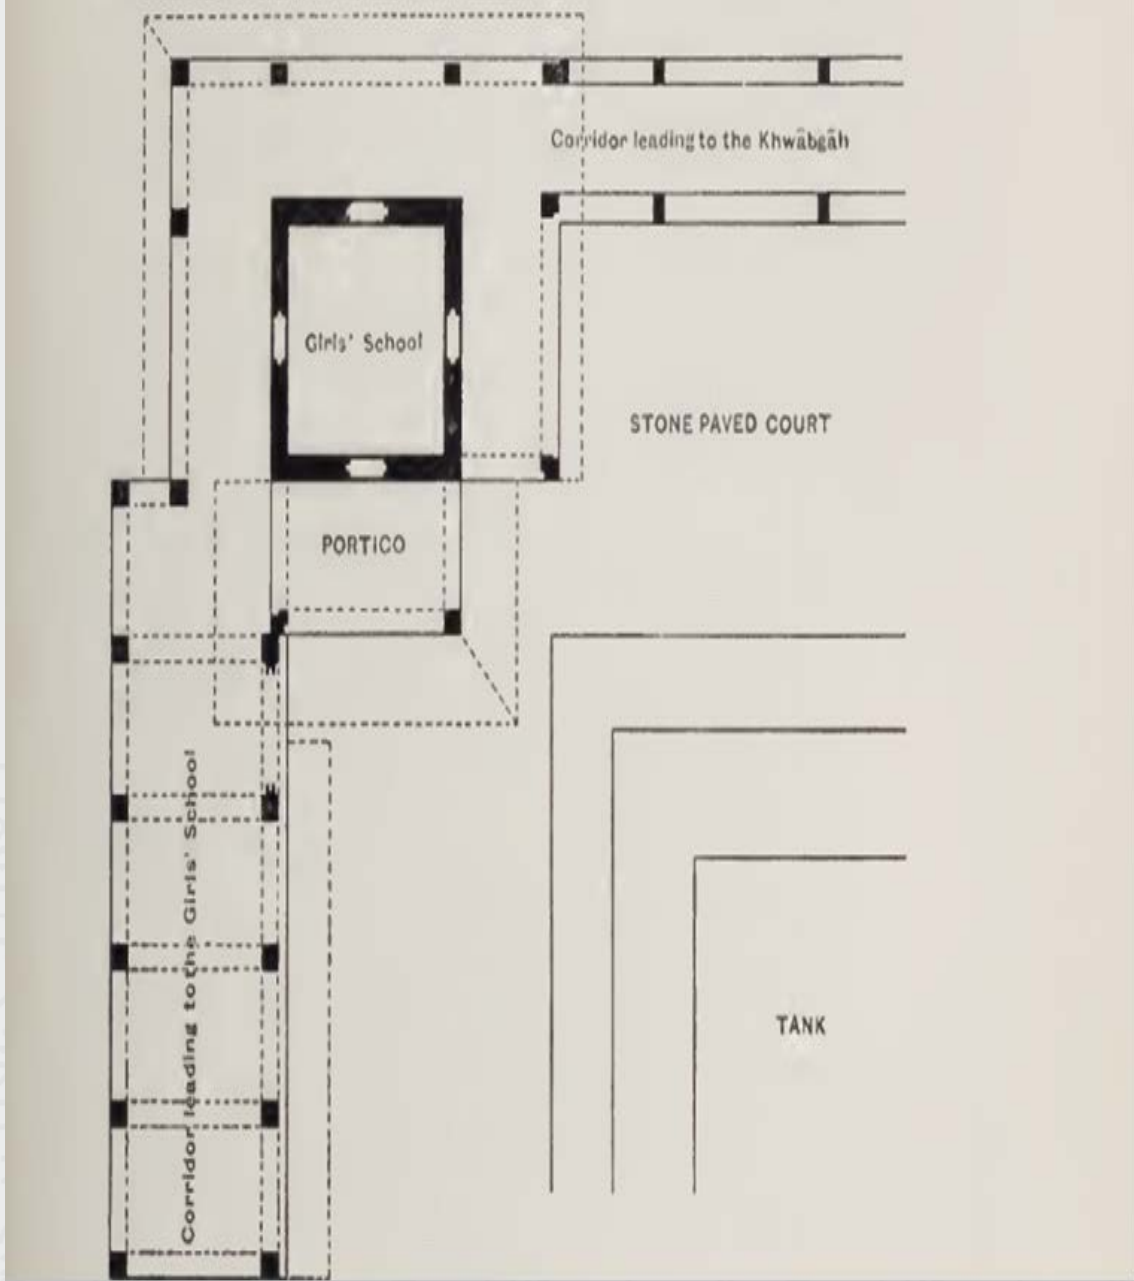 Corridor leading to the Khwābgāh
Girls' School
STONE PAVED COURT
PORTICO
Corridor leading to the Girls' School
TANK